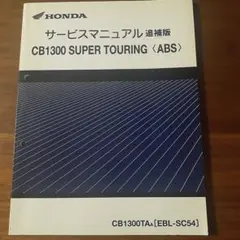 HONDA
サービスマニュアル 追補版
CB1300 SUPER TOURING〈ABS〉
CB1300TAA[EBL-SC54]